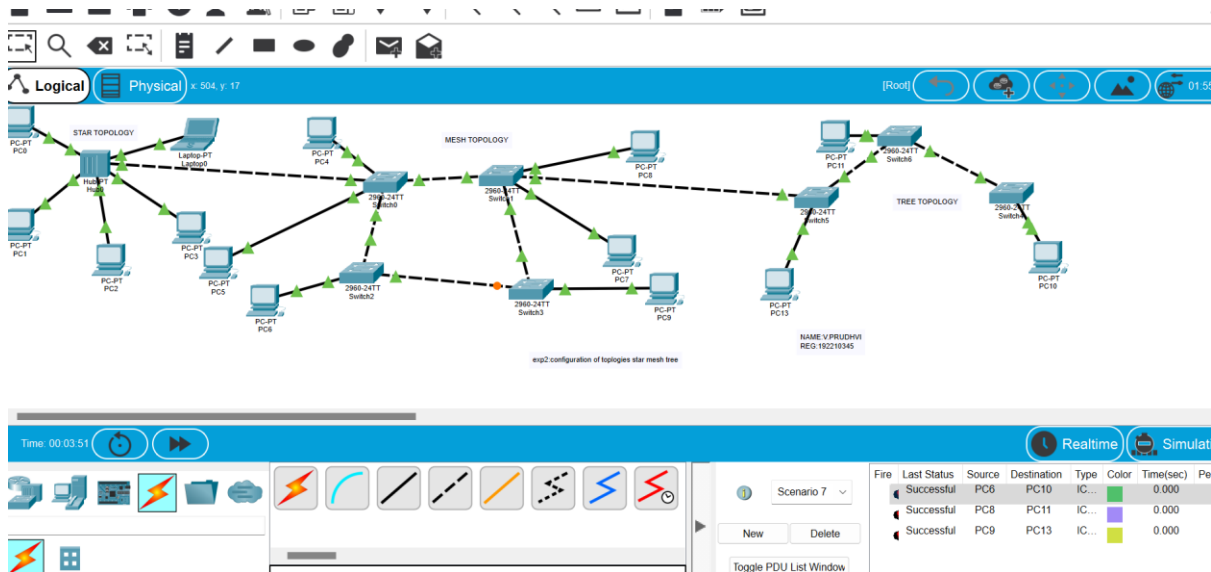 Logical
Physical
x: 504, y: 17
[Root]
01:55
STAR TOPOLOGY
MESH TOPOLOGY
TREE TOPOLOGY
PC-PT
PC0
Laptop-PT
Laptop0
Hub-PT
Hub0
PC-PT
PC1
PC-PT
PC2
PC-PT
PC3
PC-PT
PC4
PC-PT
PC5
PC-PT
PC6
2960-24TT
Switch0
2960-24TT
Switch2
2960-24TT
Switch1
2960-24TT
Switch3
PC-PT
PC8
PC-PT
PC7
PC-PT
PC9
PC-PT
PC11
2960-24TT
Switch6
2960-24TT
Switch5
2960-24TT
Switch4
PC-PT
PC10
PC-PT
PC13
NAME:V.PRUDHVI
REG:192210345
exp2:configuration of toplogies star mesh tree
Time: 00:03:51
Realtime
Simulati
Scenario 7
New
Delete
Toggle PDU List Window
Fire Last Status Source Destination Type Color Time(sec) Pe
Successful PC6 PC10 IC... 0.000
Successful PC8 PC11 IC... 0.000
Successful PC9 PC13 IC... 0.000